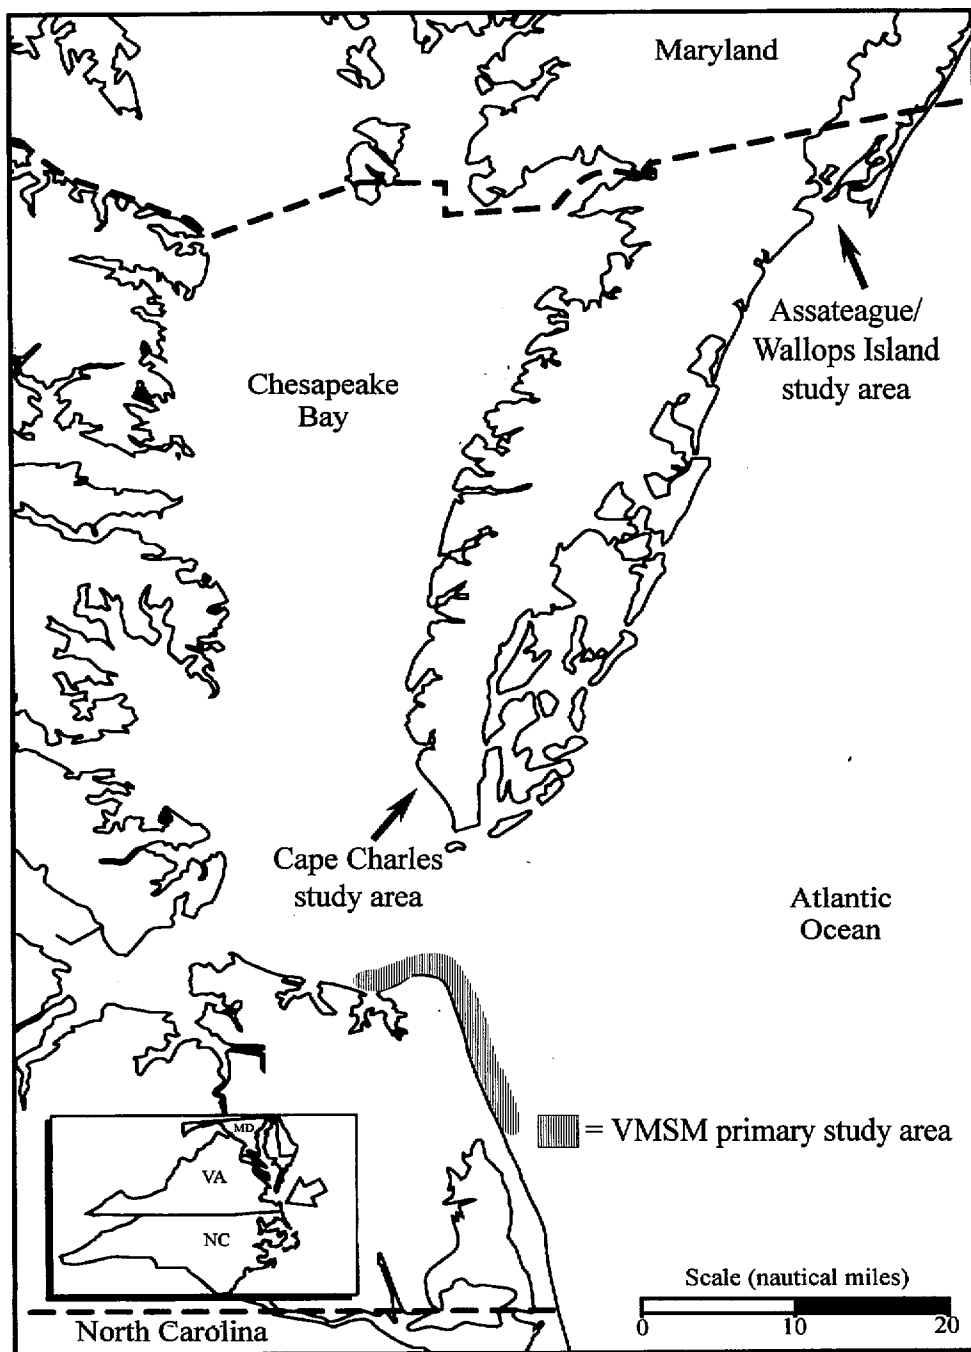 Maryland
Assateague/
Wallops Island
study area
Chesapeake
Bay
Cape Charles
study area
Atlantic
Ocean
= VMSM primary study area
MD
VA
NC
Scale (nautical miles)
0 10 20
North Carolina